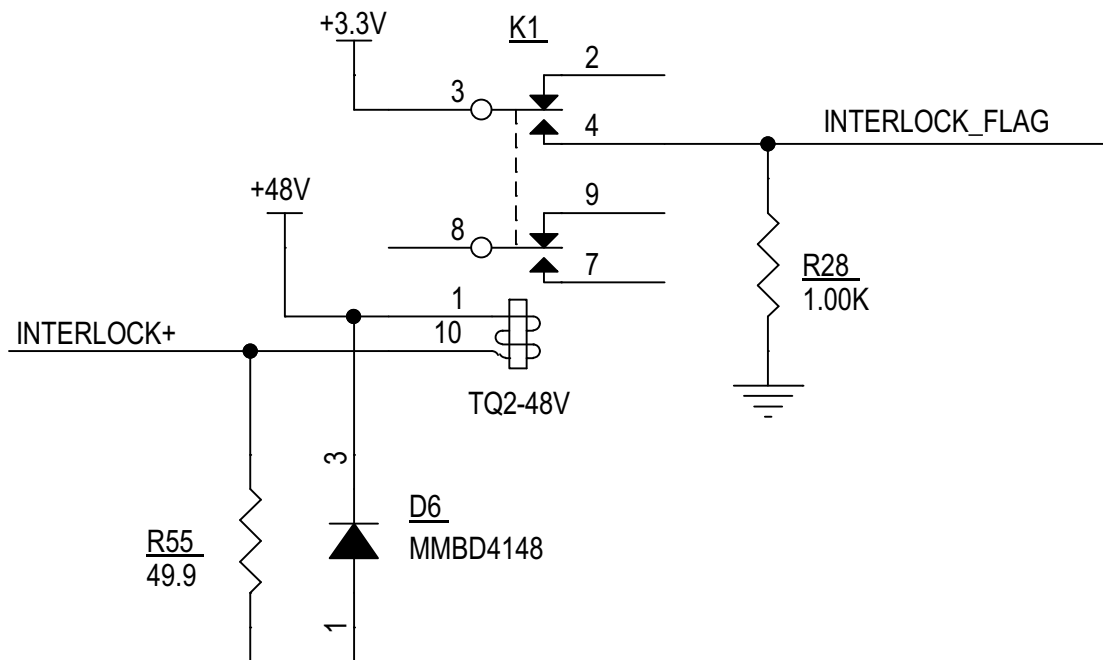 +3.3V
K1
2
3
4
INTERLOCK_FLAG
+48V
9
8
7
R28
1.00K
1
INTERLOCK+
10
TQ2-48V
3
D6
MMBD4148
R55
49.9
1